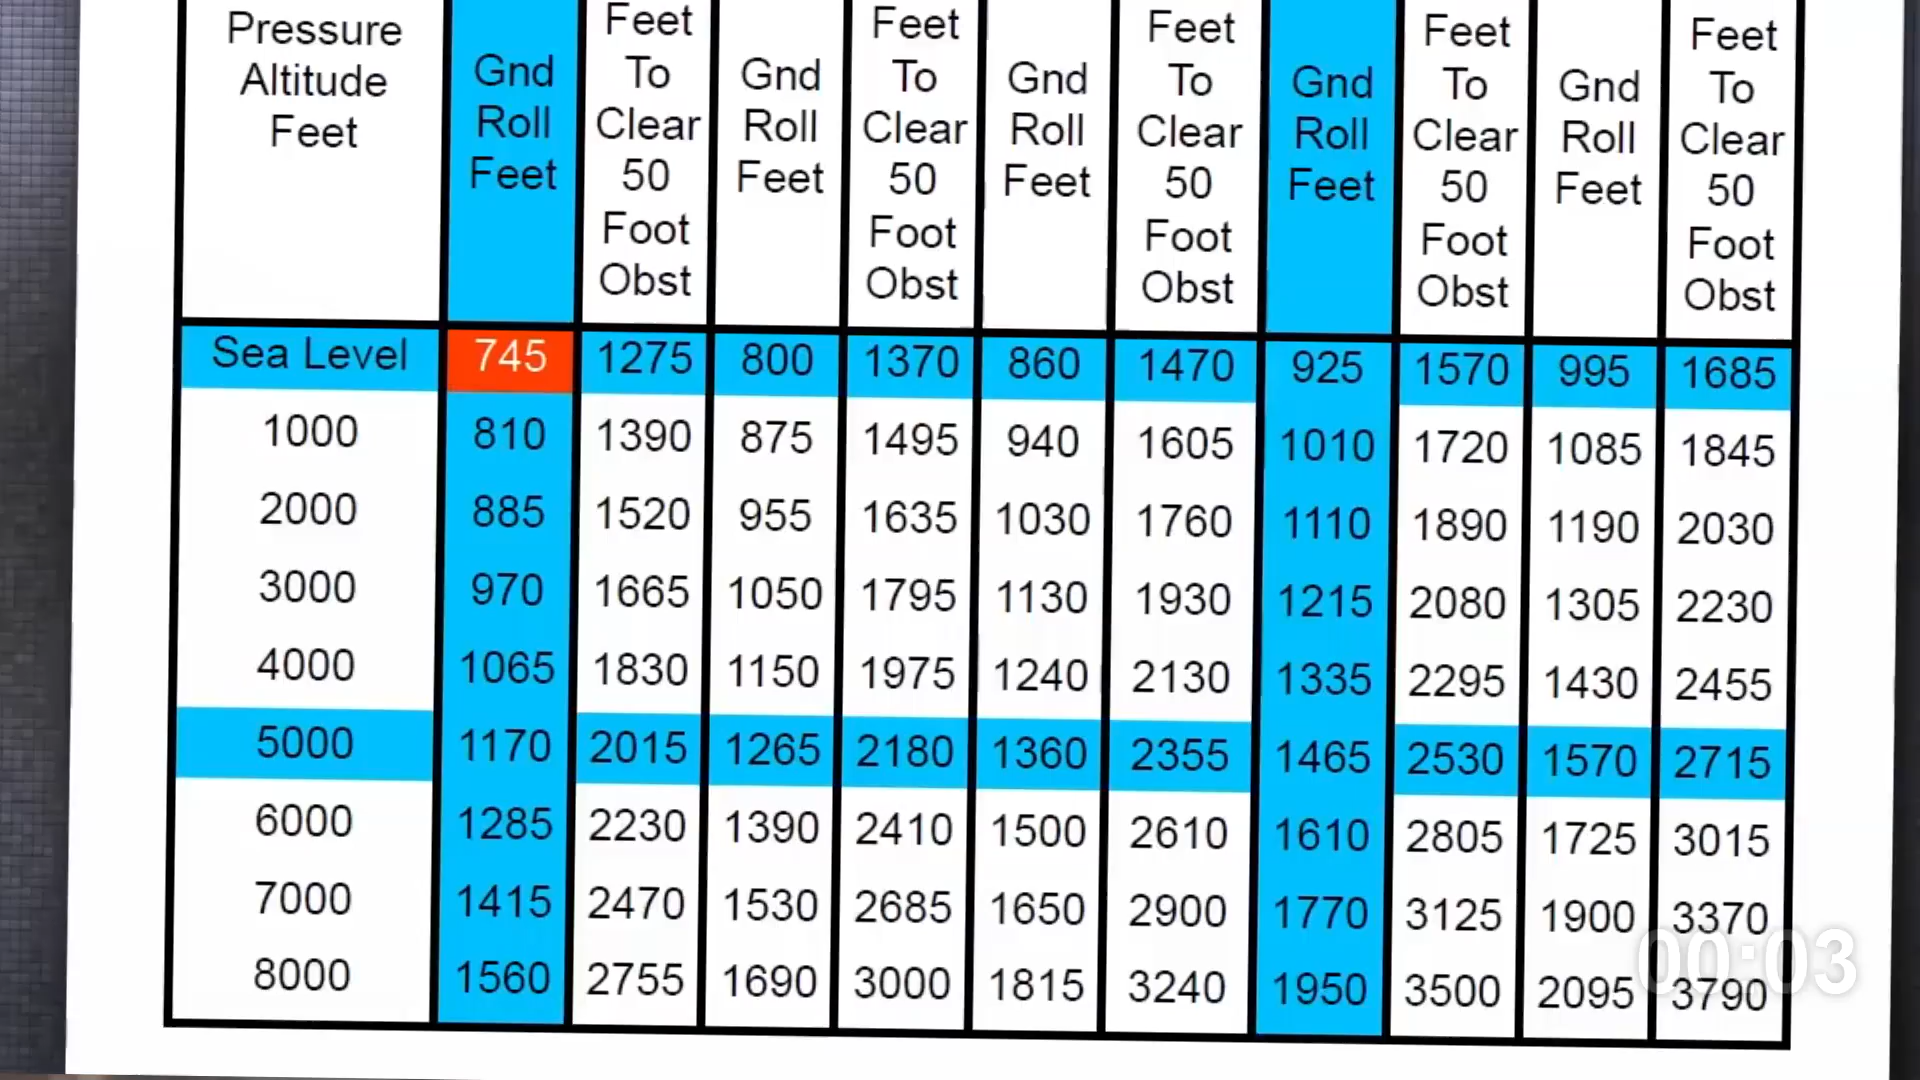 Pressure Altitude Feet | Gnd Roll Feet | Feet To Clear 50 Foot Obst | Gnd Roll Feet | Feet To Clear 50 Foot Obst | Gnd Roll Feet | Feet To Clear 50 Foot Obst | Gnd Roll Feet | Feet To Clear 50 Foot Obst | Gnd Roll Feet | Feet To Clear 50 Foot Obst
Sea Level 745 1275 800 1370 860 1470 925 1570 995 1685
1000 810 1390 875 1495 940 1605 1010 1720 1085 1845
2000 885 1520 955 1635 1030 1760 1110 1890 1190 2030
3000 970 1665 1050 1795 1130 1930 1215 2080 1305 2230
4000 1065 1830 1150 1975 1240 2130 1335 2295 1430 2455
5000 1170 2015 1265 2180 1360 2355 1465 2530 1570 2715
6000 1285 2230 1390 2410 1500 2610 1610 2805 1725 3015
7000 1415 2470 1530 2685 1650 2900 1770 3125 1900 3370
8000 1560 2755 1690 3000 1815 3240 1950 3500 2095 3790
00:03